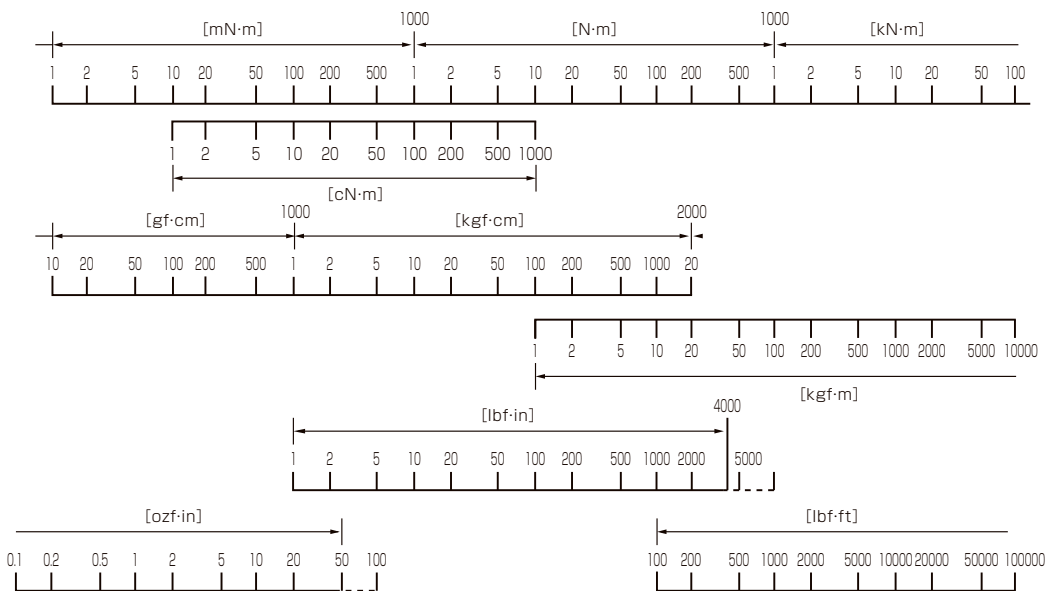 1000 1000
[mN·m] [N·m] [kN·m]
1 2 5 10 20 50 100 200 500 1 2 5 10 20 50 100 200 500 1 2 5 10 20 50 100
1 2 5 10 20 50 100 200 500 1000
[cN·m]
1000 2000
[gf·cm] [kgf·cm]
10 20 50 100 200 500 1 2 5 10 20 50 100 200 500 1000 20
1 2 5 10 20 50 100 200 500 1000 2000 5000 10000
[kgf·m]
4000
[lbf·in]
1 2 5 10 20 50 100 200 500 1000 2000 5000
[ozf·in] [lbf·ft]
0.1 0.2 0.5 1 2 5 10 20 50 100 100 200 500 1000 2000 5000 10000 20000 50000 100000